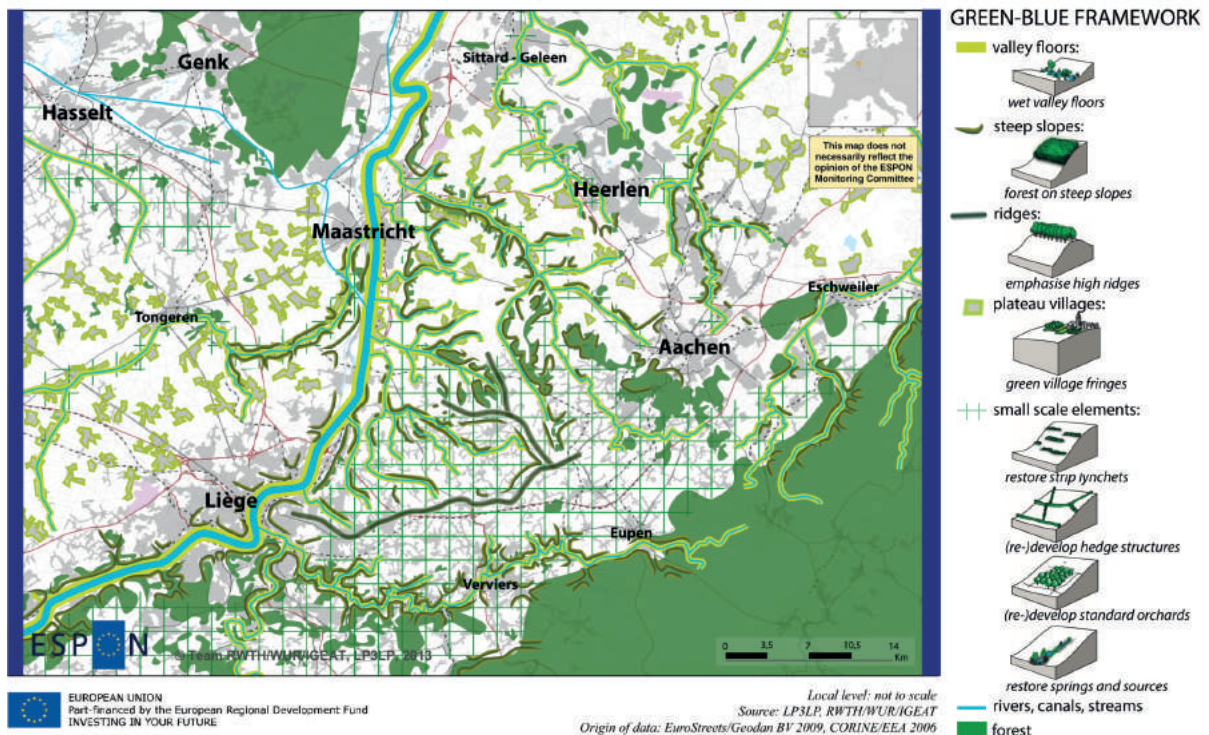 Genk
Hasselt
Sittard - Geleen
This map does not
necessarily reflect the
opinion of the ESPON
Monitoring Committee
Heerlen
Maastricht
Eschweiler
Tongeren
Aachen
Liège
Eupen
Verviers
ESPON
© Team RWTH/WUR/IGEAT, LP3LP, 2013
0 3,5 7 10,5 14
Km
EUROPEAN UNION
Part-financed by the European Regional Development Fund
INVESTING IN YOUR FUTURE
Local level: not to scale
Source: LP3LP, RWTH/WUR/IGEAT
Origin of data: EuroStreets/Geodan BV 2009, CORINE/EEA 2006
GREEN-BLUE FRAMEWORK
valley floors:
wet valley floors
steep slopes:
forest on steep slopes
ridges:
emphasise high ridges
plateau villages:
green village fringes
small scale elements:
restore strip lynchets
(re-)develop hedge structures
(re-)develop standard orchards
restore springs and sources
rivers, canals, streams
forest